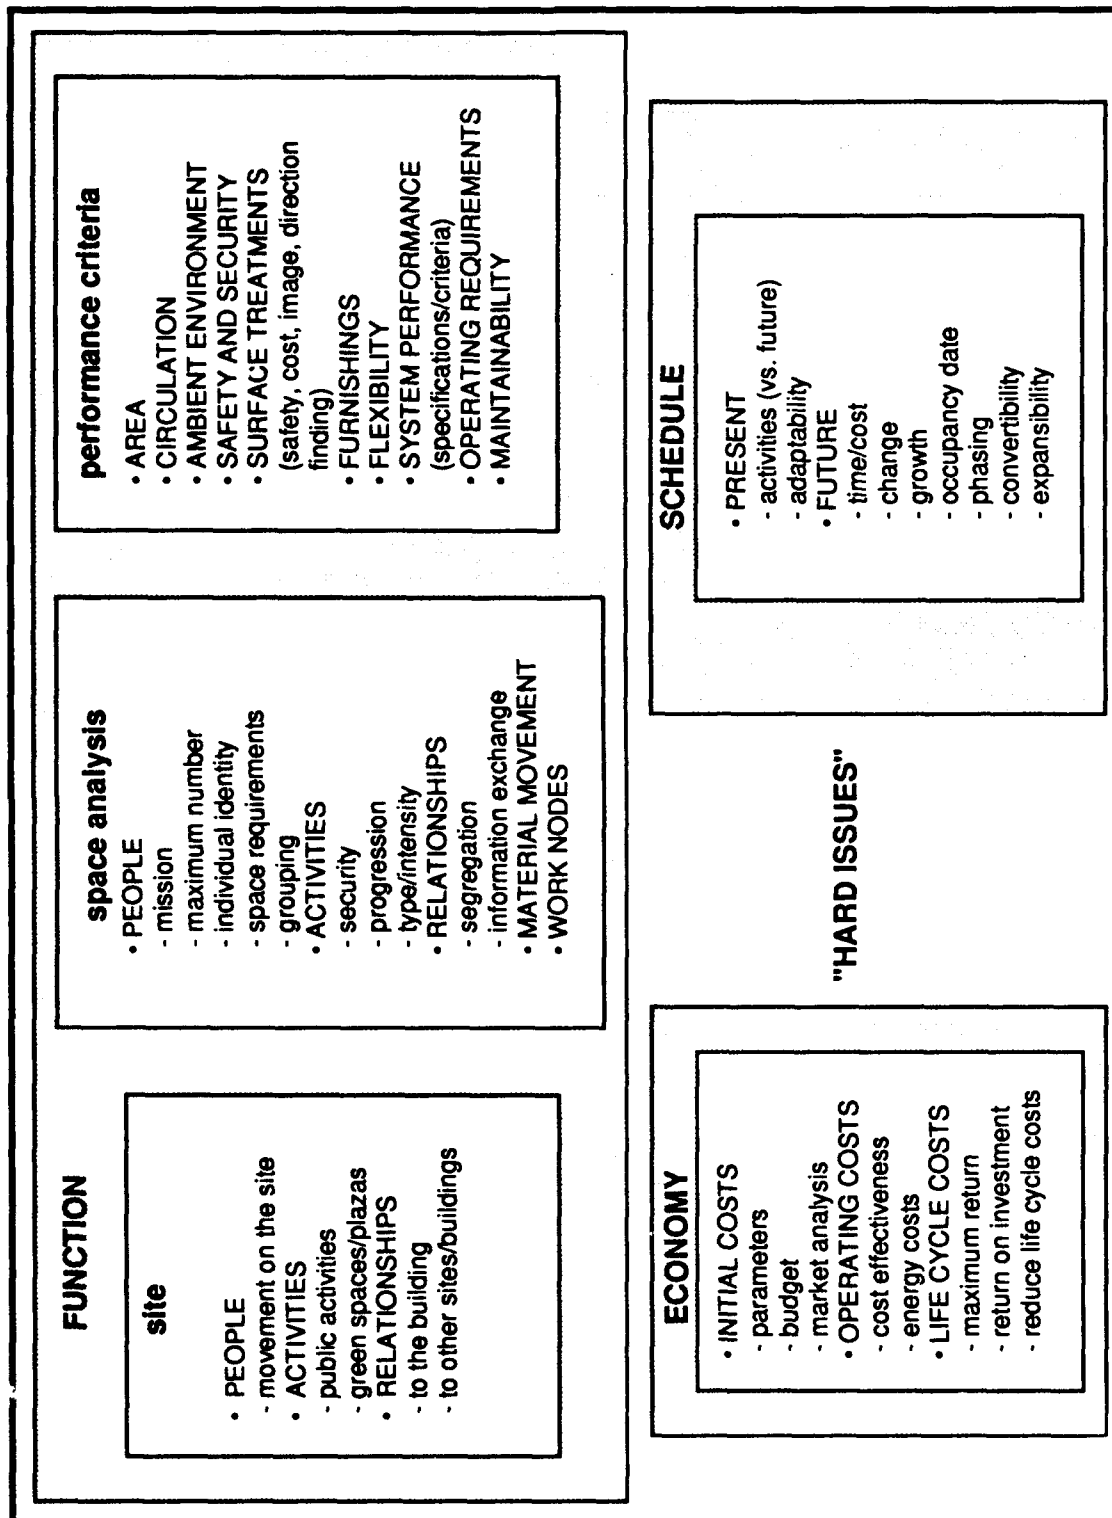 FUNCTION
site
• PEOPLE
- movement on the site
• ACTIVITIES
- public activities
- green spaces/plazas
• RELATIONSHIPS
- to the building
- to other sites/buildings
space analysis
• PEOPLE
- mission
- maximum number
- individual identity
- space requirements
- grouping
• ACTIVITIES
- security
- progression
- type/intensity
• RELATIONSHIPS
- segregation
- information exchange
• MATERIAL MOVEMENT
• WORK NODES
performance criteria
• AREA
• CIRCULATION
• AMBIENT ENVIRONMENT
• SAFETY AND SECURITY
• SURFACE TREATMENTS
(safety, cost, image, direction
finding)
• FURNISHINGS
• FLEXIBILITY
• SYSTEM PERFORMANCE
(specifications/criteria)
• OPERATING REQUIREMENTS
• MAINTAINABILITY
ECONOMY
• INITIAL COSTS
- parameters
- budget
- market analysis
• OPERATING COSTS
- cost effectiveness
- energy costs
• LIFE CYCLE COSTS
- maximum return
- return on investment
- reduce life cycle costs
"HARD ISSUES"
SCHEDULE
• PRESENT
- activities (vs. future)
- adaptability
• FUTURE
- time/cost
- change
- growth
- occupancy date
- phasing
- convertibility
- expansibility